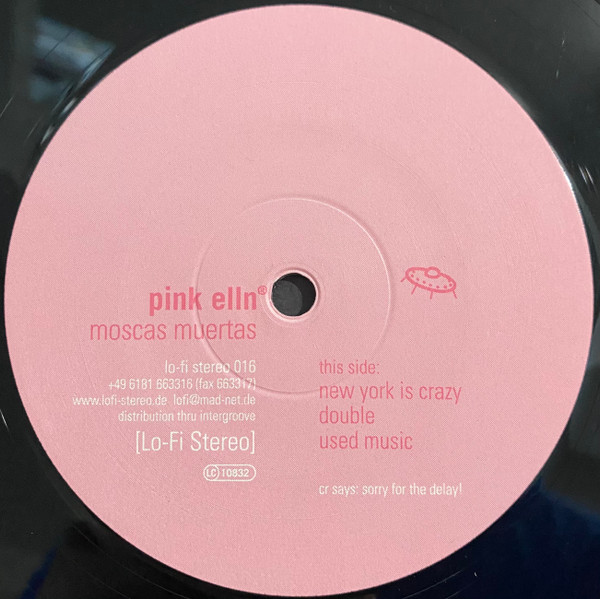 pink elln®
moscas muertas
lo-fi stereo 016
+49 6181 663316 (fax 663317)
www.lofi-stereo.de lofi@mad-net.de
distribution thru intergroove
[Lo-Fi Stereo]
LC 10832
this side:
new york is crazy
double
used music
cr says: sorry for the delay!